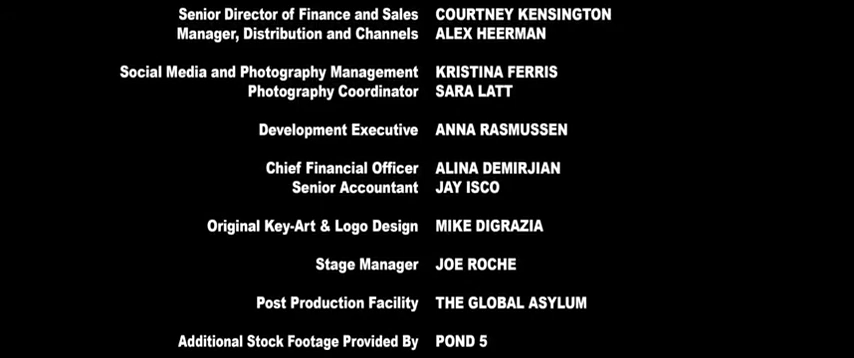 Senior Director of Finance and Sales COURTNEY KENSINGTON
Manager, Distribution and Channels ALEX HEERMAN
Social Media and Photography Management KRISTINA FERRIS
Photography Coordinator SARA LATT
Development Executive ANNA RASMUSSEN
Chief Financial Officer ALINA DEMIRJIAN
Senior Accountant JAY ISCO
Original Key-Art & Logo Design MIKE DIGRAZIA
Stage Manager JOE ROCHE
Post Production Facility THE GLOBAL ASYLUM
Additional Stock Footage Provided By POND 5